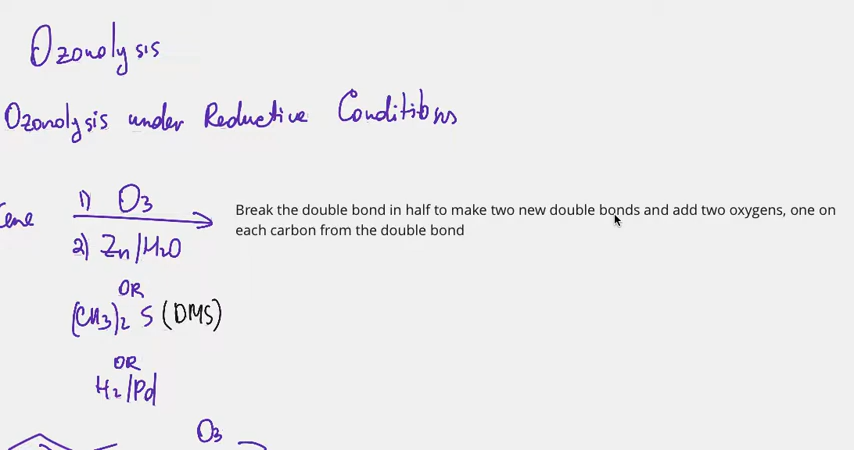 Ozonolysis
Ozonolysis under Reductive Conditions
1) O3
Break the double bond in half to make two new double bonds and add two oxygens, one on
each carbon from the double bond
2) Zn/H2O
OR
(CH3)2 S (DMS)
OR
H2/Pd
O3